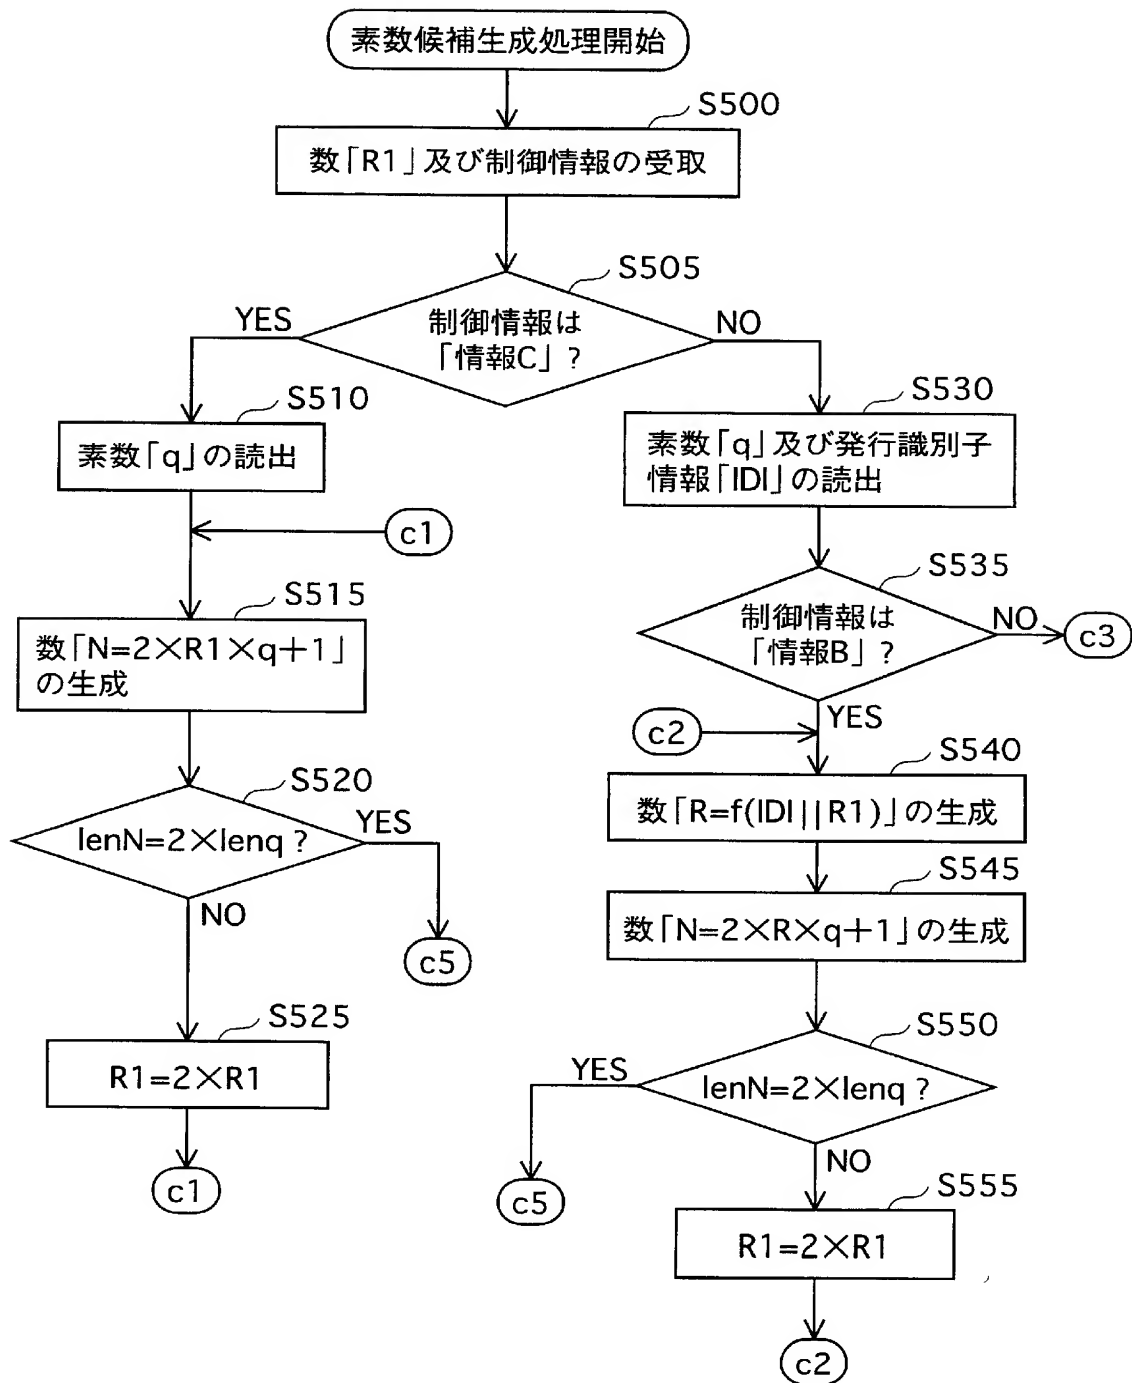 素数候補生成処理開始
S500
数「R1」及び制御情報の受取
S505
制御情報は
「情報C」?
YES
NO
S510
素数「q」の読出
c1
S515
数「N=2×R1×q+1」
の生成
S520
lenN=2×lenq ?
YES
c5
NO
S525
R1=2×R1
c1
S530
素数「q」及び発行識別子
情報「IDI」の読出
S535
制御情報は
「情報B」?
NO
c3
YES
c2
S540
数「R=f(IDI||R1)」の生成
S545
数「N=2×R×q+1」の生成
S550
lenN=2×lenq ?
YES
c5
NO
S555
R1=2×R1
c2